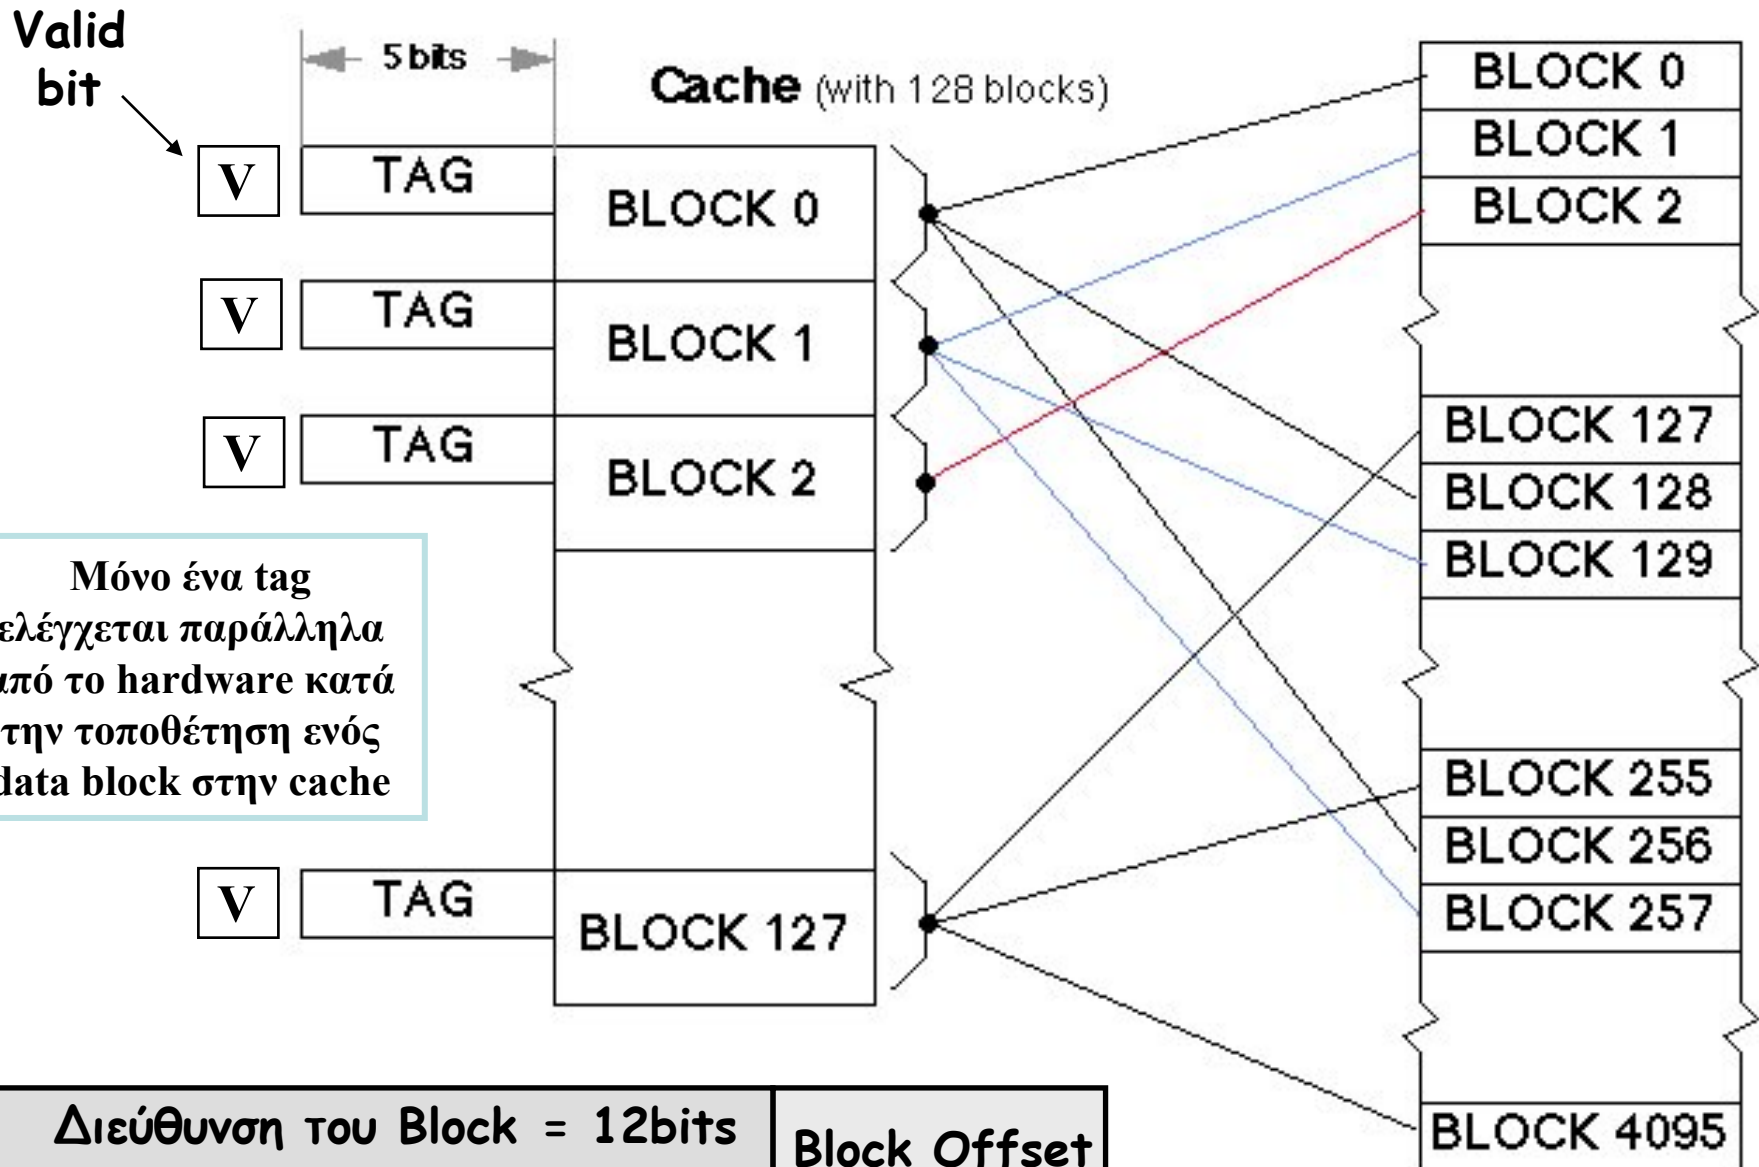 Valid
bit
5 bits
Cache (with 128 blocks)
V
TAG
BLOCK 0
V
TAG
BLOCK 1
V
TAG
BLOCK 2
Μόνο ένα tag
ελέγχεται παράλληλα
από το hardware κατά
την τοποθέτηση ενός
data block στην cache
V
TAG
BLOCK 127
BLOCK 0
BLOCK 1
BLOCK 2
BLOCK 127
BLOCK 128
BLOCK 129
BLOCK 255
BLOCK 256
BLOCK 257
BLOCK 4095
Διεύθυνση του Block = 12bits
Block Offset